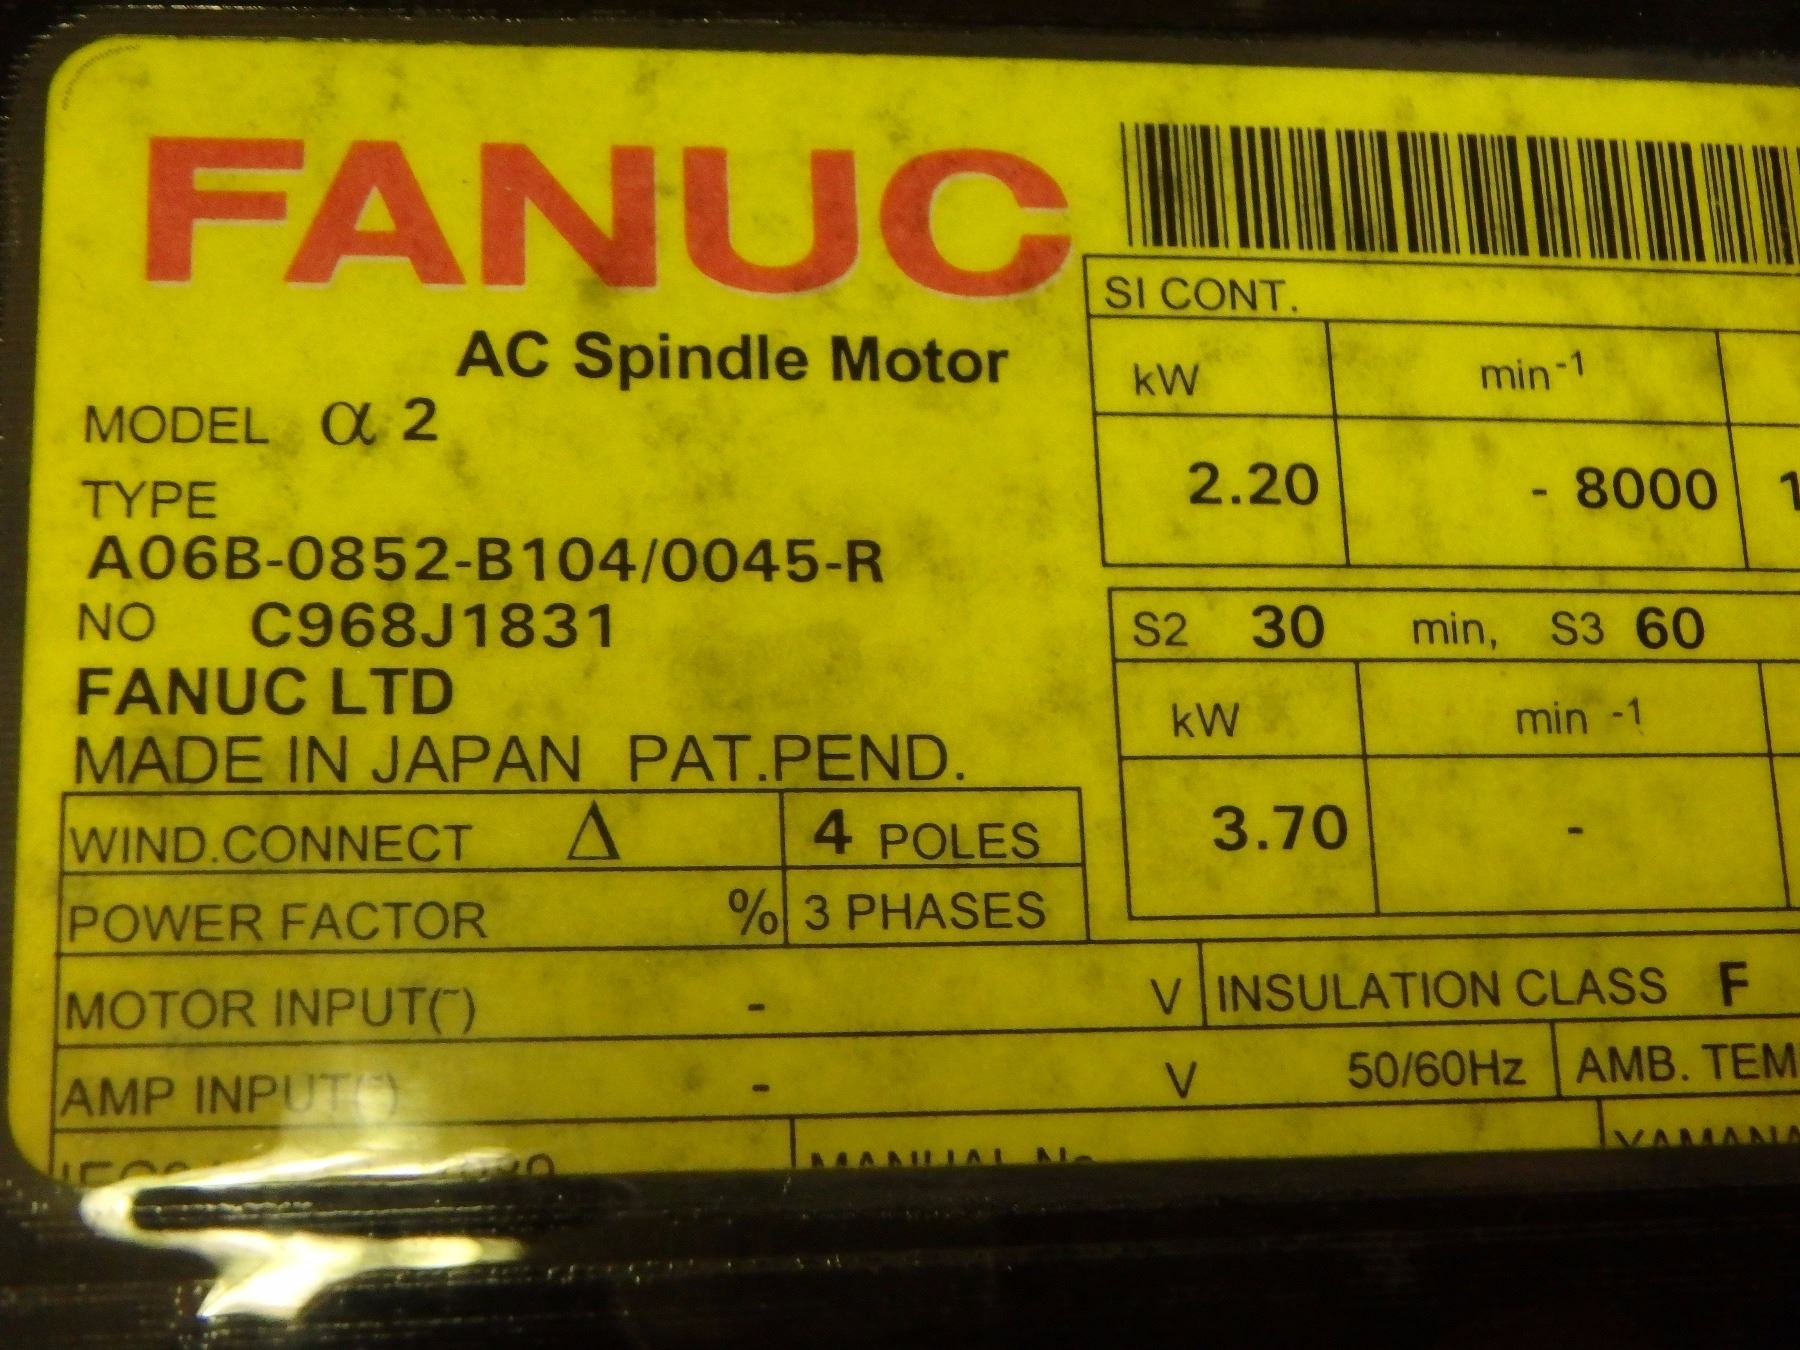 FANUC
AC Spindle Motor
MODEL α 2
TYPE
A06B-0852-B104/0045-R
NO C968J1831
FANUC LTD
MADE IN JAPAN PAT.PEND.
WIND.CONNECT Δ 4 POLES
POWER FACTOR % 3 PHASES
SI CONT.
kW min-1
2.20 - 8000
S2 30 min, S3 60
kW min -1
3.70 -
MOTOR INPUT(~) - V INSULATION CLASS F
AMP INPUT(~) - V 50/60Hz AMB. TEM
MANUAL No